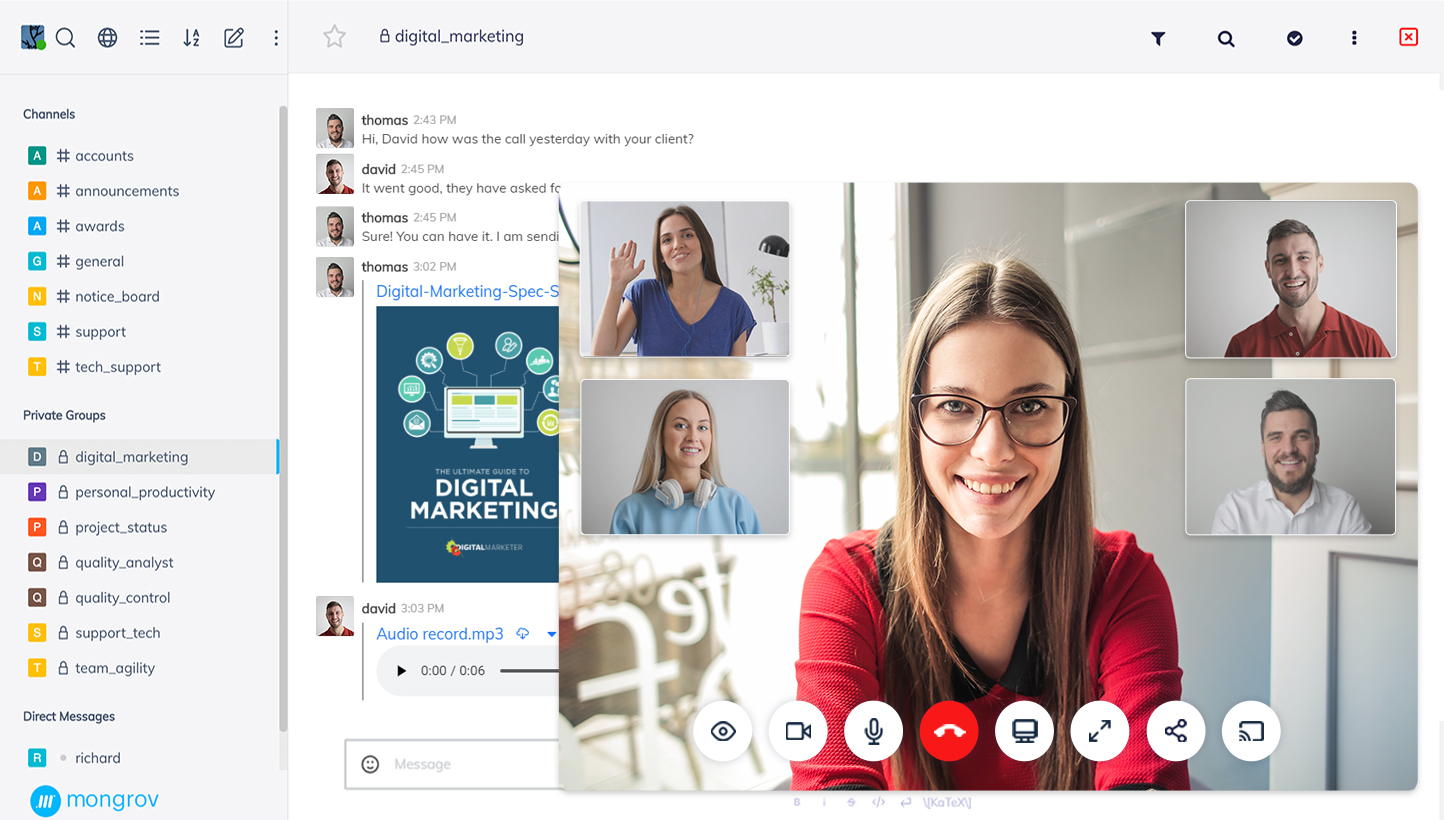 digital_marketing
Channels
A # accounts
A # announcements
A # awards
G # general
N # notice_board
S # support
T # tech_support
Private Groups
D digital_marketing
P personal_productivity
P project_status
Q quality_analyst
Q quality_control
S support_tech
T team_agility
Direct Messages
R richard
mongrov
thomas 2:43 PM
Hi, David how was the call yesterday with your client?
david 2:45 PM
It went good, they have asked fo
thomas 2:45 PM
Sure! You can have it. I am sendi
thomas 3:02 PM
Digital-Marketing-Spec-S
THE ULTIMATE GUIDE TO
DIGITAL
MARKETING
DIGITALMARKETER
david 3:03 PM
Audio record.mp3
0:00 / 0:06
Message
B i S </> \[KaTeX\]